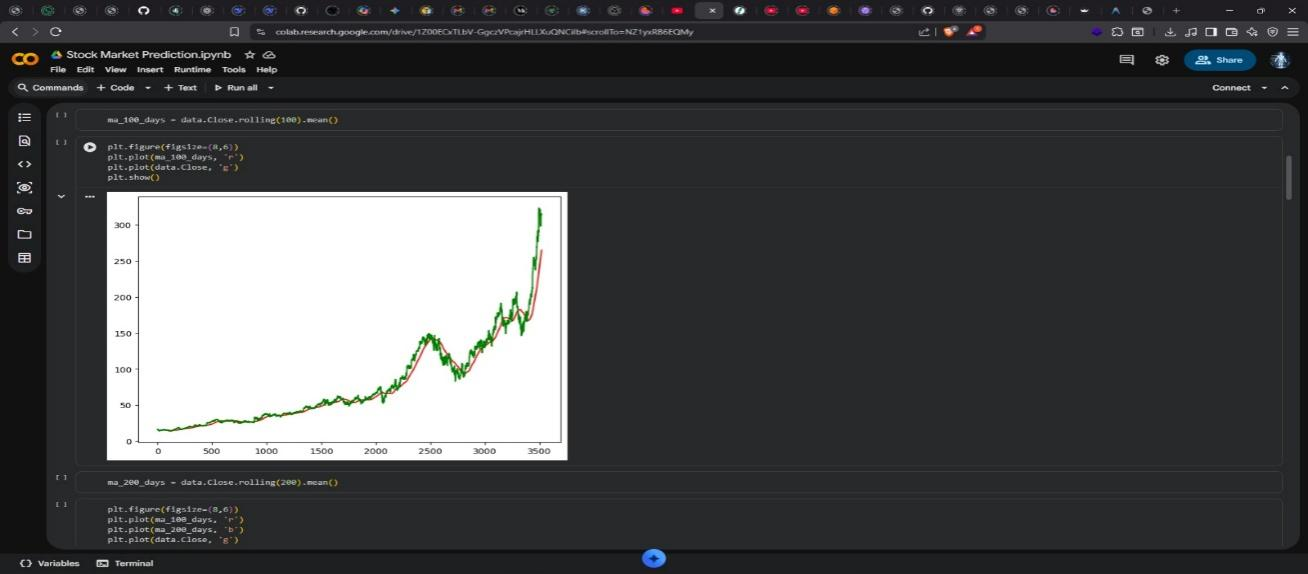 colab.research.google.com/drive/1Z00ECxTLbV-GgczVPcajrHLLXuQNCilb#scrollTo=NZ1yxRB6EQMy
Stock Market Prediction.ipynb
File Edit View Insert Runtime Tools Help
Share
Commands + Code + Text Run all
Connect
[ ] ma_100_days = data.Close.rolling(100).mean()
[ ] plt.figure(figsize=(8,6))
plt.plot(ma_100_days, 'r')
plt.plot(data.Close, 'g')
plt.show()
300
250
200
150
100
50
0
0 500 1000 1500 2000 2500 3000 3500
[ ] ma_200_days = data.Close.rolling(200).mean()
[ ] plt.figure(figsize=(8,6))
plt.plot(ma_100_days, 'r')
plt.plot(ma_200_days, 'b')
plt.plot(data.Close, 'g')
Variables Terminal